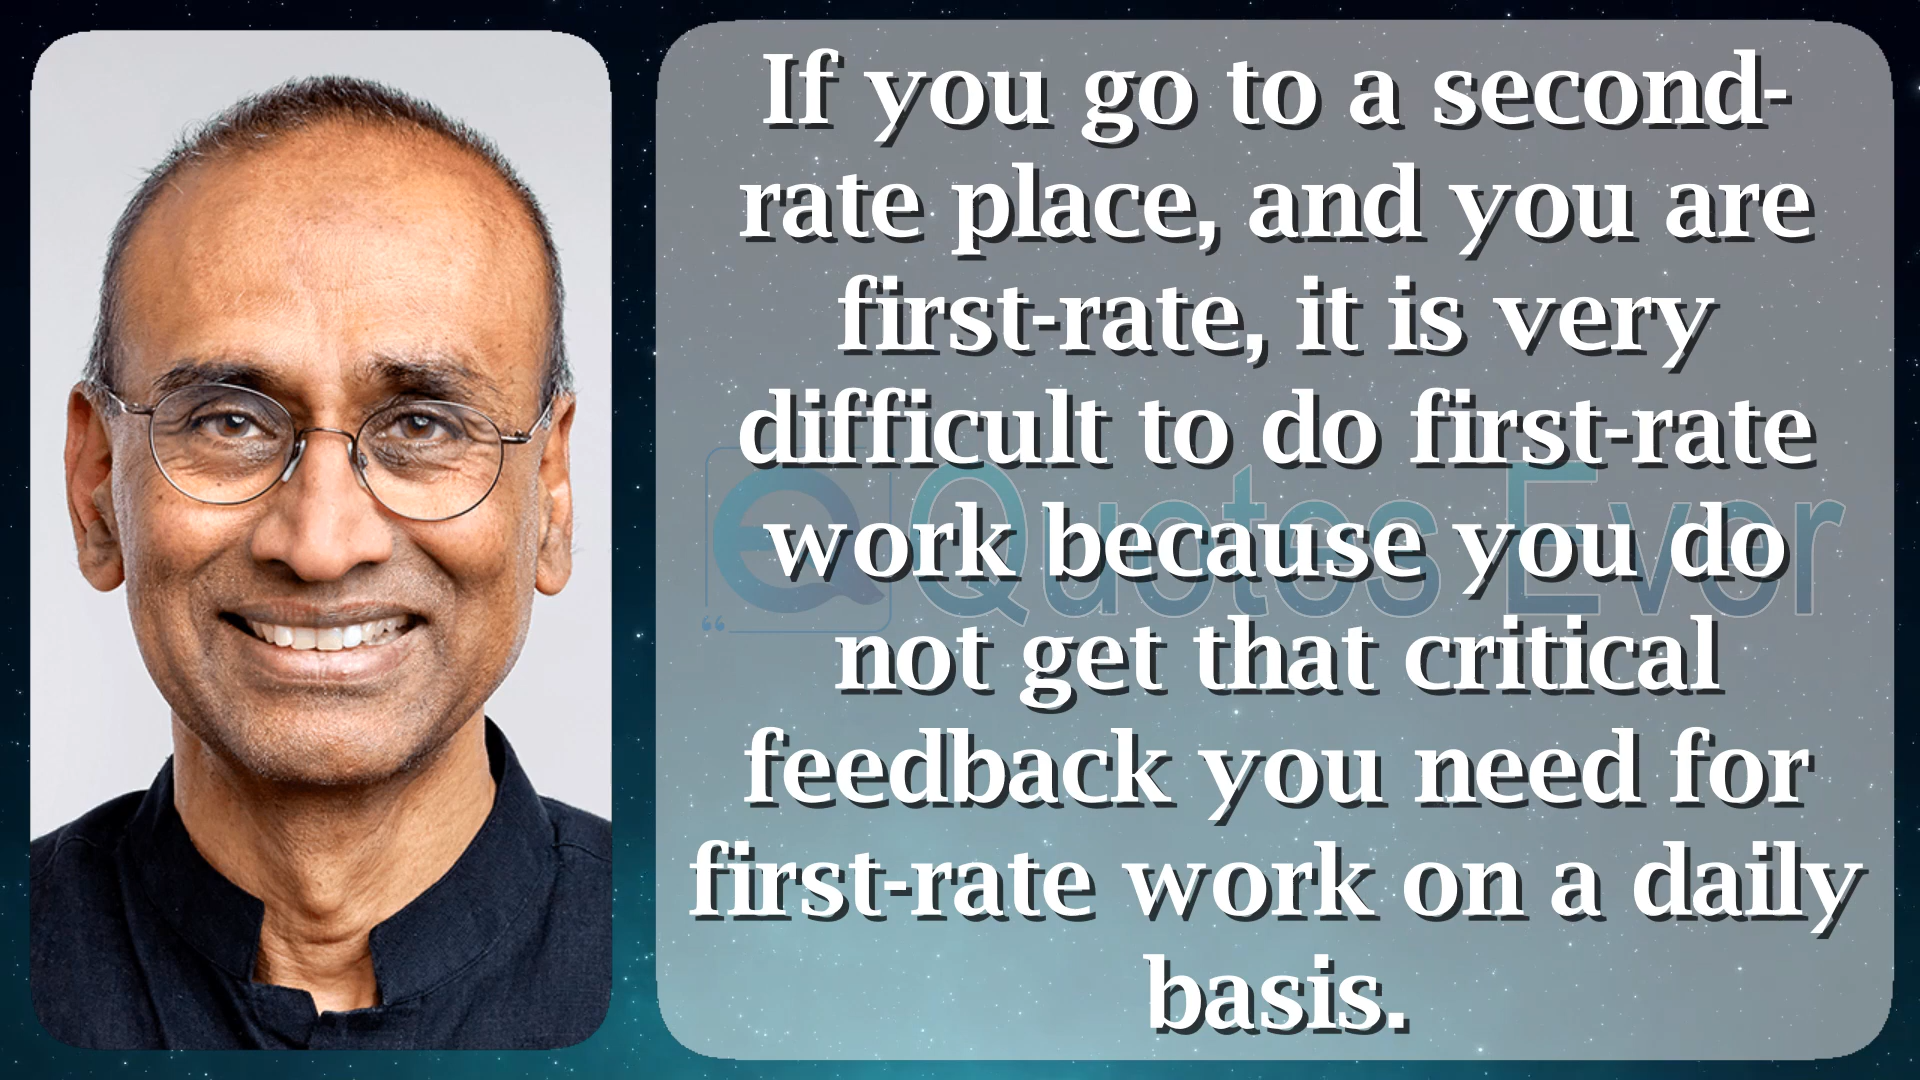 If you go to a second-
rate place, and you are
first-rate, it is very
difficult to do first-rate
work because you do
not get that critical
feedback you need for
first-rate work on a daily
basis.
Quotes Ever